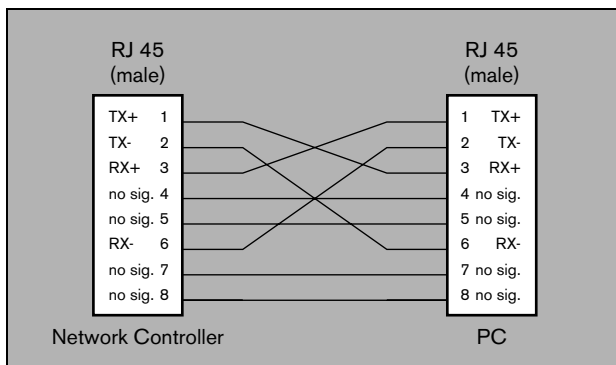 RJ 45
(male)
RJ 45
(male)
TX+ 1
TX- 2
RX+ 3
no sig. 4
no sig. 5
RX- 6
no sig. 7
no sig. 8
1 TX+
2 TX-
3 RX+
4 no sig.
5 no sig.
6 RX-
7 no sig.
8 no sig.
Network Controller
PC